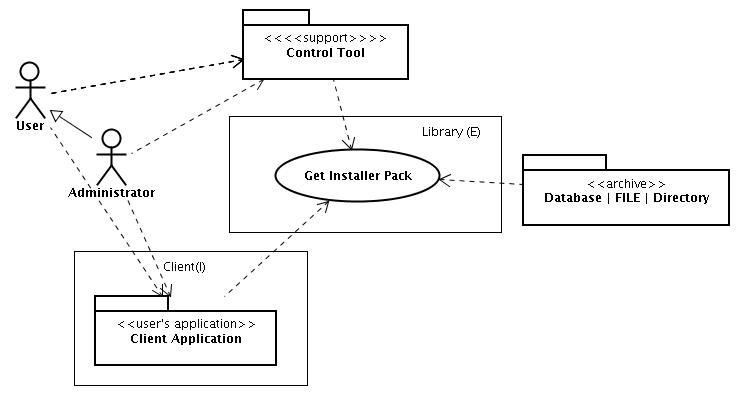 <<<<support>>>>
Control Tool
User
Library (E)
Administrator
Get Installer Pack
<<archive>>
Database | FILE | Directory
Client(I)
<<user's application>>
Client Application